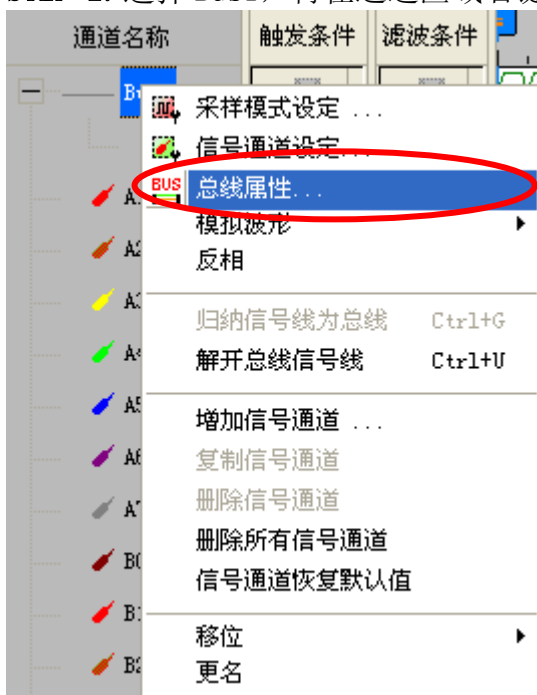 通道名称 触发条件 滤波条件
采样模式设定 ...
信号通道设定...
BUS 总线属性...
模拟波形
反相
归纳信号线为总线 Ctrl+G
解开总线信号线 Ctrl+U
增加信号通道 ...
复制信号通道
删除信号通道
删除所有信号通道
信号通道恢复默认值
移位
更名